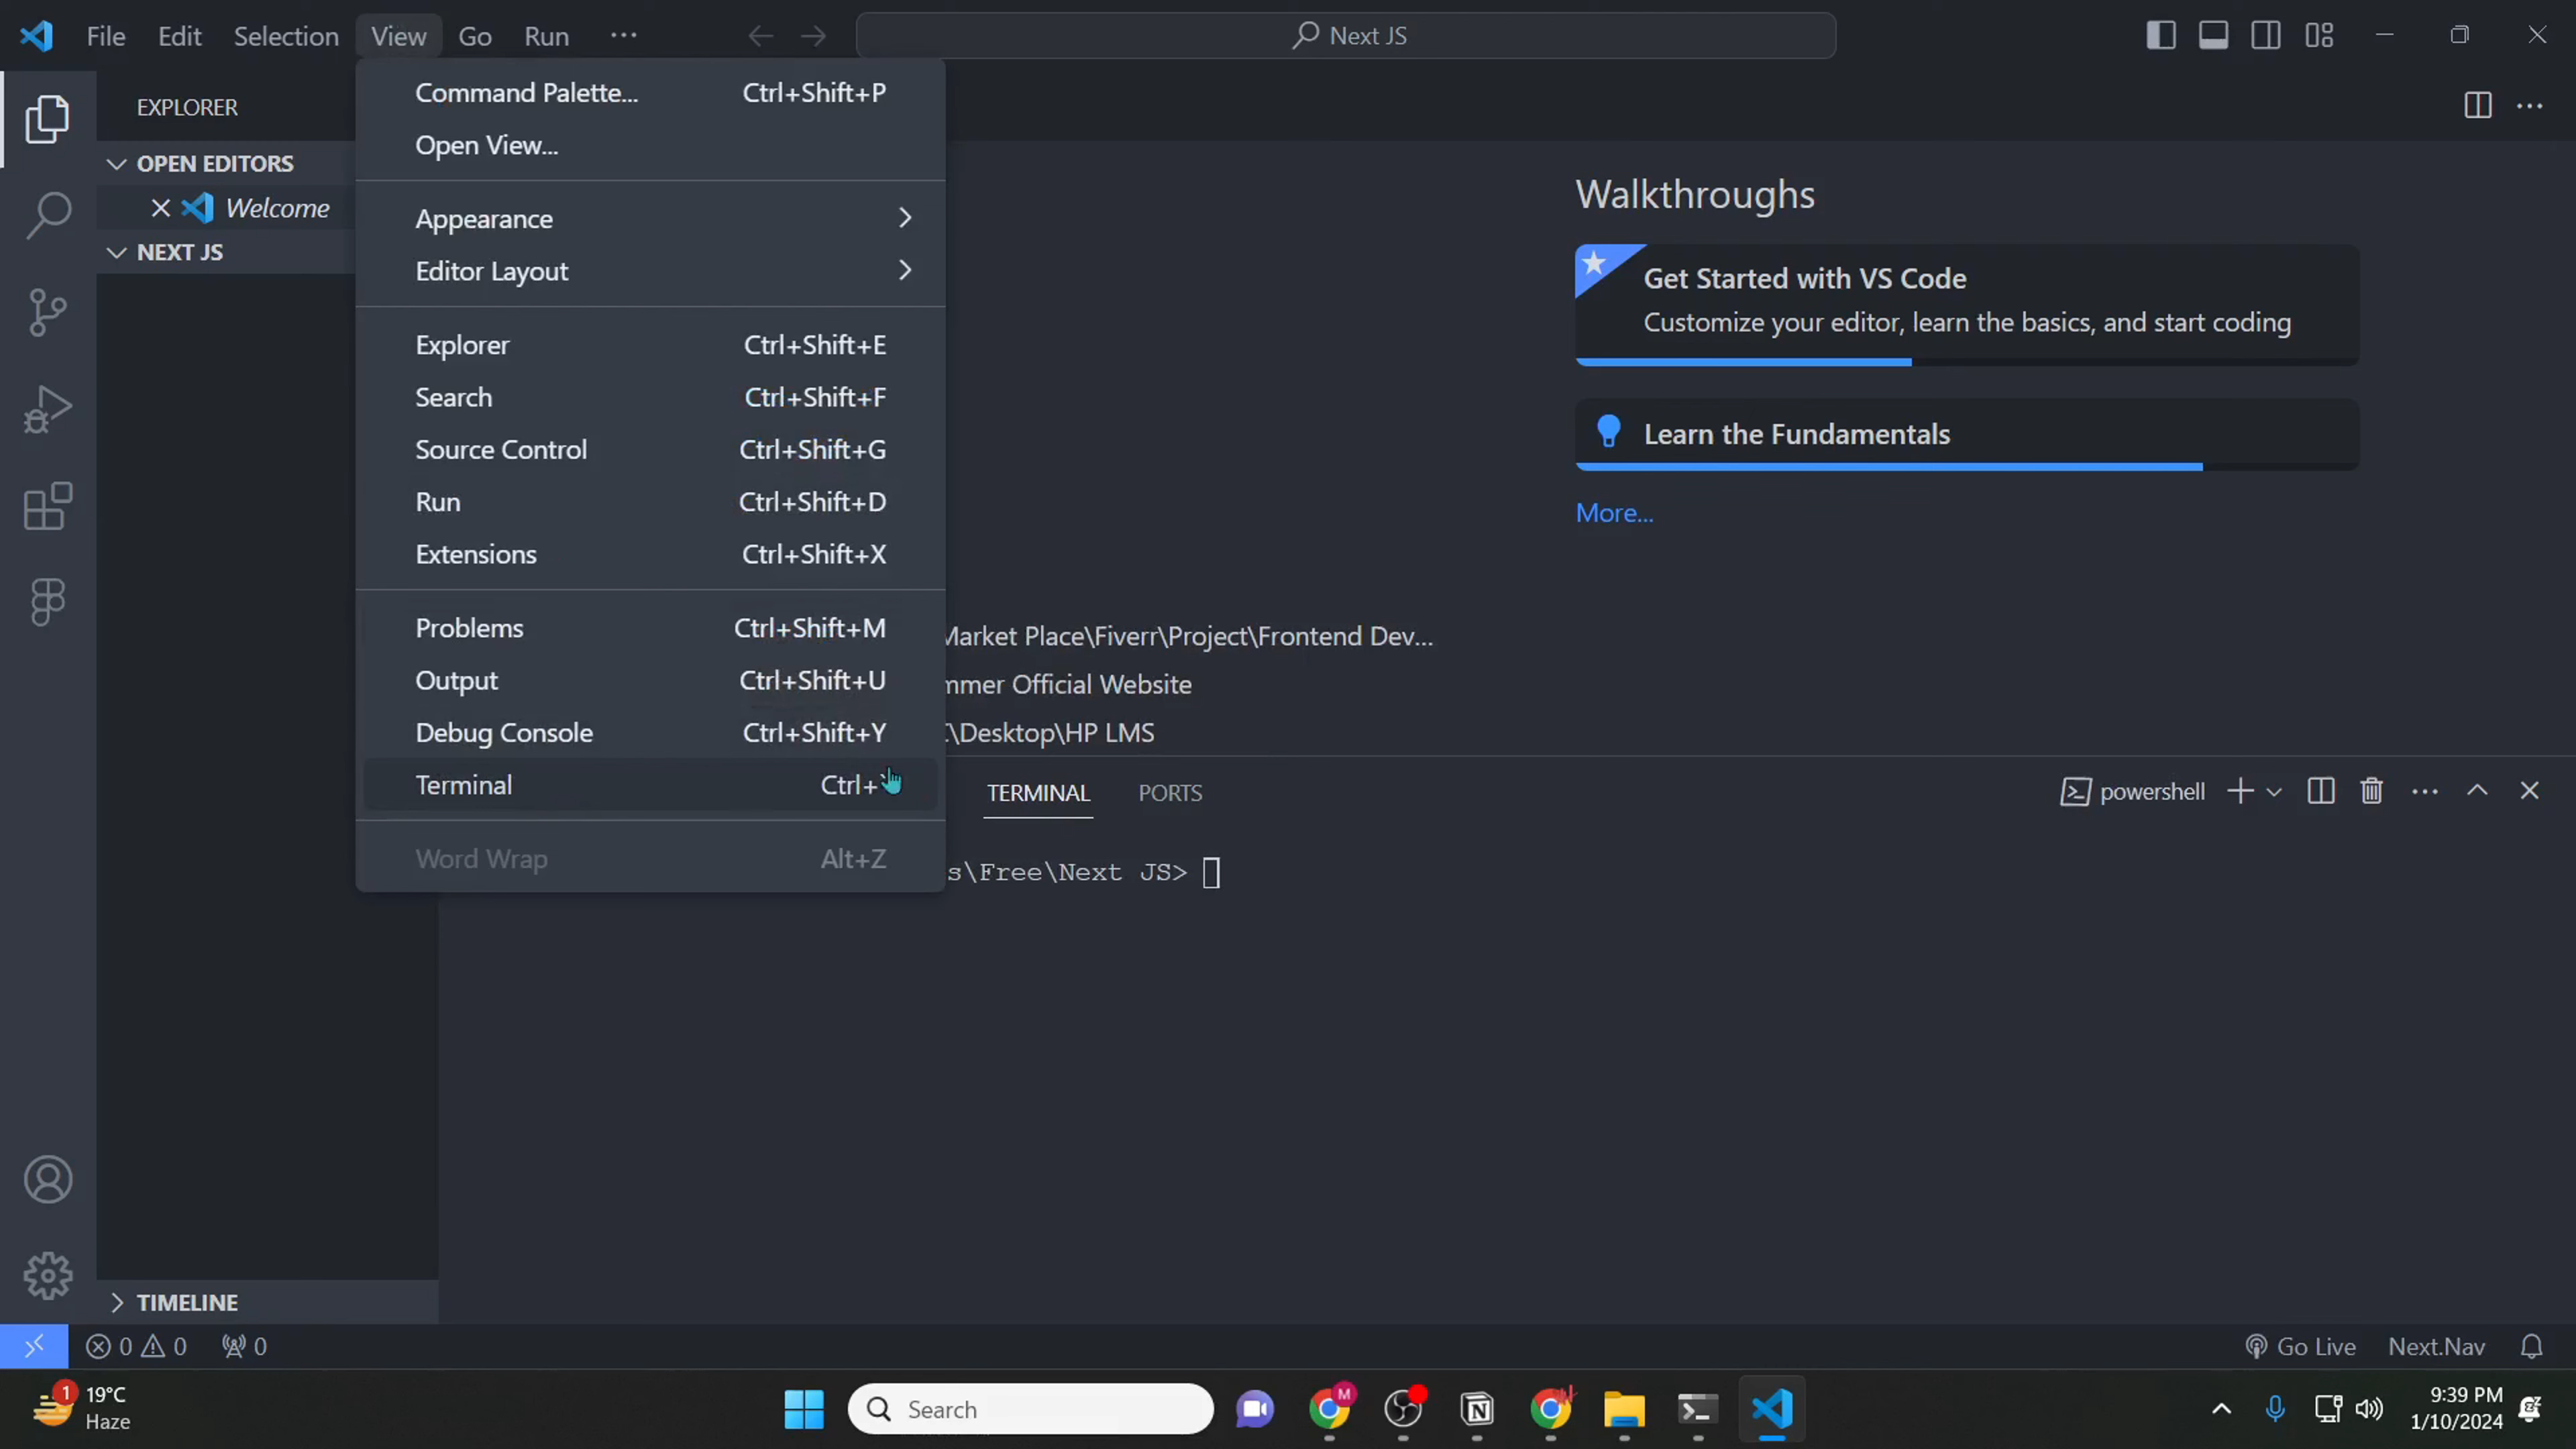 File Edit Selection View Go Run ···
Next JS
EXPLORER
OPEN EDITORS
Welcome
NEXT JS
TIMELINE
Command Palette... Ctrl+Shift+P
Open View...
Appearance
Editor Layout
Explorer Ctrl+Shift+E
Search Ctrl+Shift+F
Source Control Ctrl+Shift+G
Run Ctrl+Shift+D
Extensions Ctrl+Shift+X
Problems Ctrl+Shift+M
Output Ctrl+Shift+U
Debug Console Ctrl+Shift+Y
Terminal Ctrl+
Word Wrap Alt+Z
Walkthroughs
Get Started with VS Code
Customize your editor, learn the basics, and start coding
Learn the Fundamentals
More...
Market Place\Fiverr\Project\Frontend Dev...
Official Website
\Desktop\HP LMS
TERMINAL PORTS
powershell
\Free\Next JS>
0 0 0
Go Live Next.Nav
1
19°C
Haze
Search
M
9:39 PM
1/10/2024